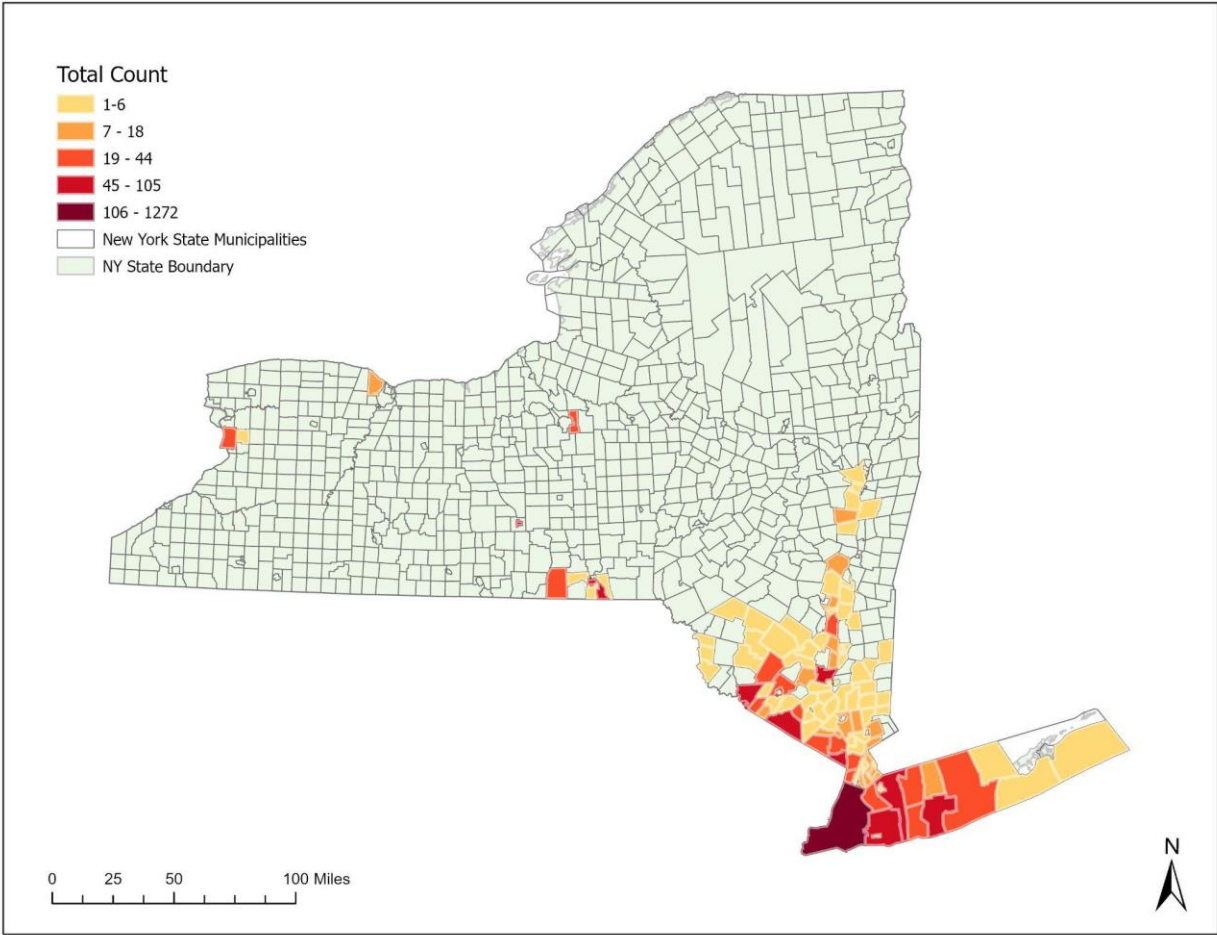 Total Count
1-6
7 - 18
19 - 44
45 - 105
106 - 1272
New York State Municipalities
NY State Boundary
N
0 25 50 100 Miles